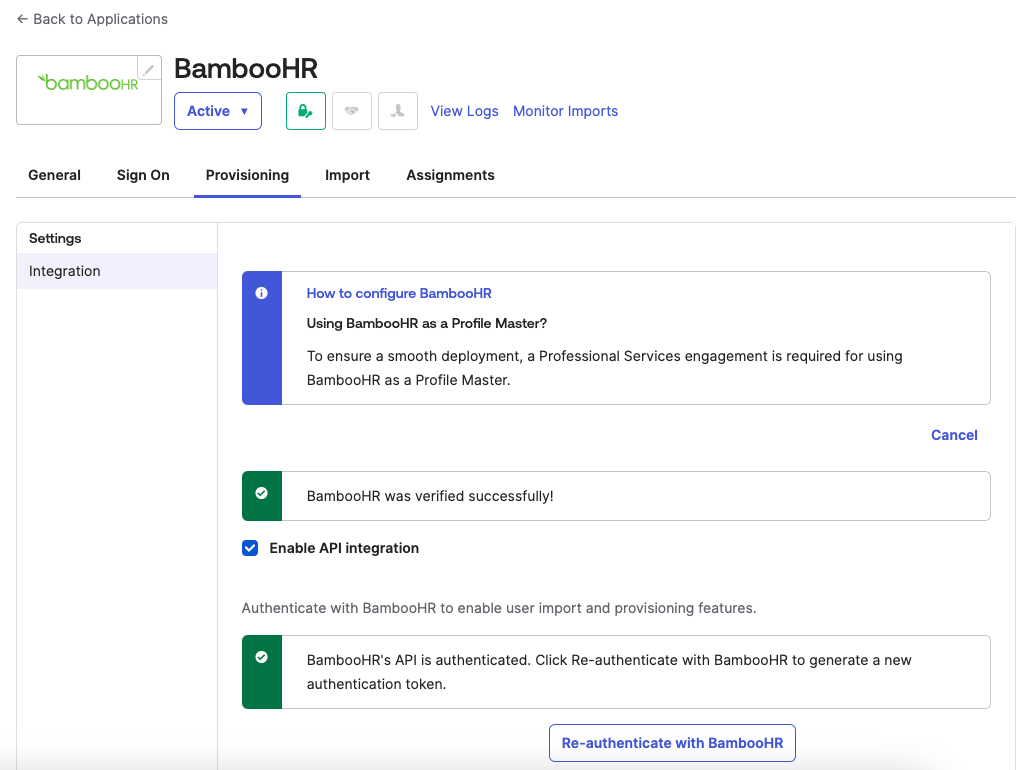 ← Back to Applications
bambooHR
BambooHR
Active ▼
View Logs
Monitor Imports
General
Sign On
Provisioning
Import
Assignments
Settings
Integration
How to configure BambooHR
Using BambooHR as a Profile Master?
To ensure a smooth deployment, a Professional Services engagement is required for using
BambooHR as a Profile Master.
Cancel
BambooHR was verified successfully!
Enable API integration
Authenticate with BambooHR to enable user import and provisioning features.
BambooHR's API is authenticated. Click Re-authenticate with BambooHR to generate a new
authentication token.
Re-authenticate with BambooHR